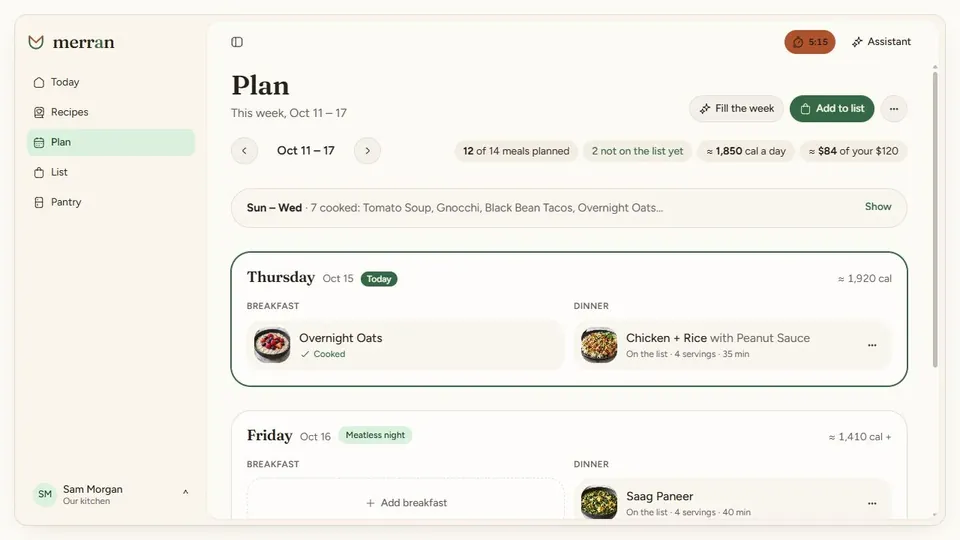 merran
Today
Recipes
Plan
List
Pantry
SM
Sam Morgan
Our kitchen
5:15
Assistant
Plan
This week, Oct 11 – 17
Fill the week
Add to list
Oct 11 – 17
12 of 14 meals planned
2 not on the list yet
≈ 1,850 cal a day
≈ $84 of your $120
Sun – Wed · 7 cooked: Tomato Soup, Gnocchi, Black Bean Tacos, Overnight Oats…
Show
Thursday Oct 15 Today
≈ 1,920 cal
BREAKFAST
Overnight Oats
Cooked
DINNER
Chicken + Rice with Peanut Sauce
On the list · 4 servings · 35 min
Friday Oct 16 Meatless night
≈ 1,410 cal +
BREAKFAST
+ Add breakfast
DINNER
Saag Paneer
On the list · 4 servings · 40 min